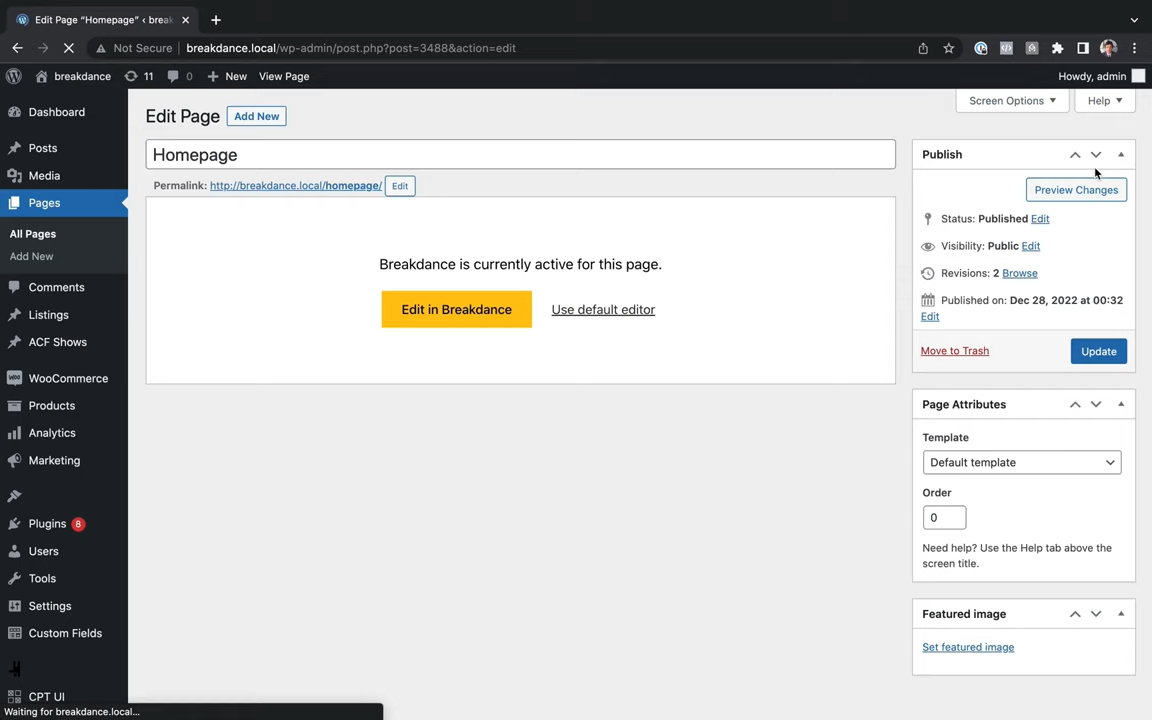 Edit Page "Homepage" ‹ break
Not Secure
breakdance.local/wp-admin/post.php?post=3488&action=edit
breakdance
11
0
New
View Page
Howdy, admin
Dashboard
Posts
Media
Pages
All Pages
Add New
Comments
Listings
ACF Shows
WooCommerce
Products
Analytics
Marketing
Plugins 8
Users
Tools
Settings
Custom Fields
CPT UI
Waiting for breakdance.local...
Screen Options
Help
Edit Page
Add New
Homepage
Permalink: http://breakdance.local/homepage/ Edit
Breakdance is currently active for this page.
Edit in Breakdance
Use default editor
Publish
Preview Changes
Status: Published Edit
Visibility: Public Edit
Revisions: 2 Browse
Published on: Dec 28, 2022 at 00:32
Edit
Move to Trash
Update
Page Attributes
Template
Default template
Order
0
Need help? Use the Help tab above the
screen title.
Featured image
Set featured image